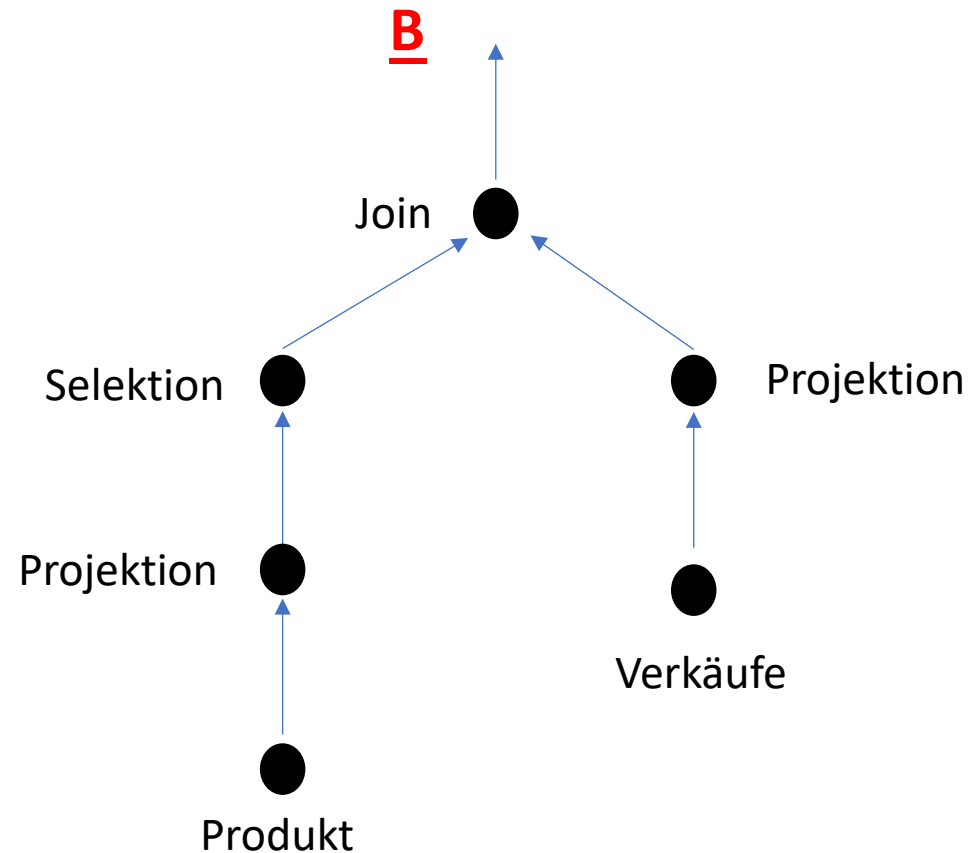 B
Join
Selektion
Projektion
Projektion
Verkäufe
Produkt